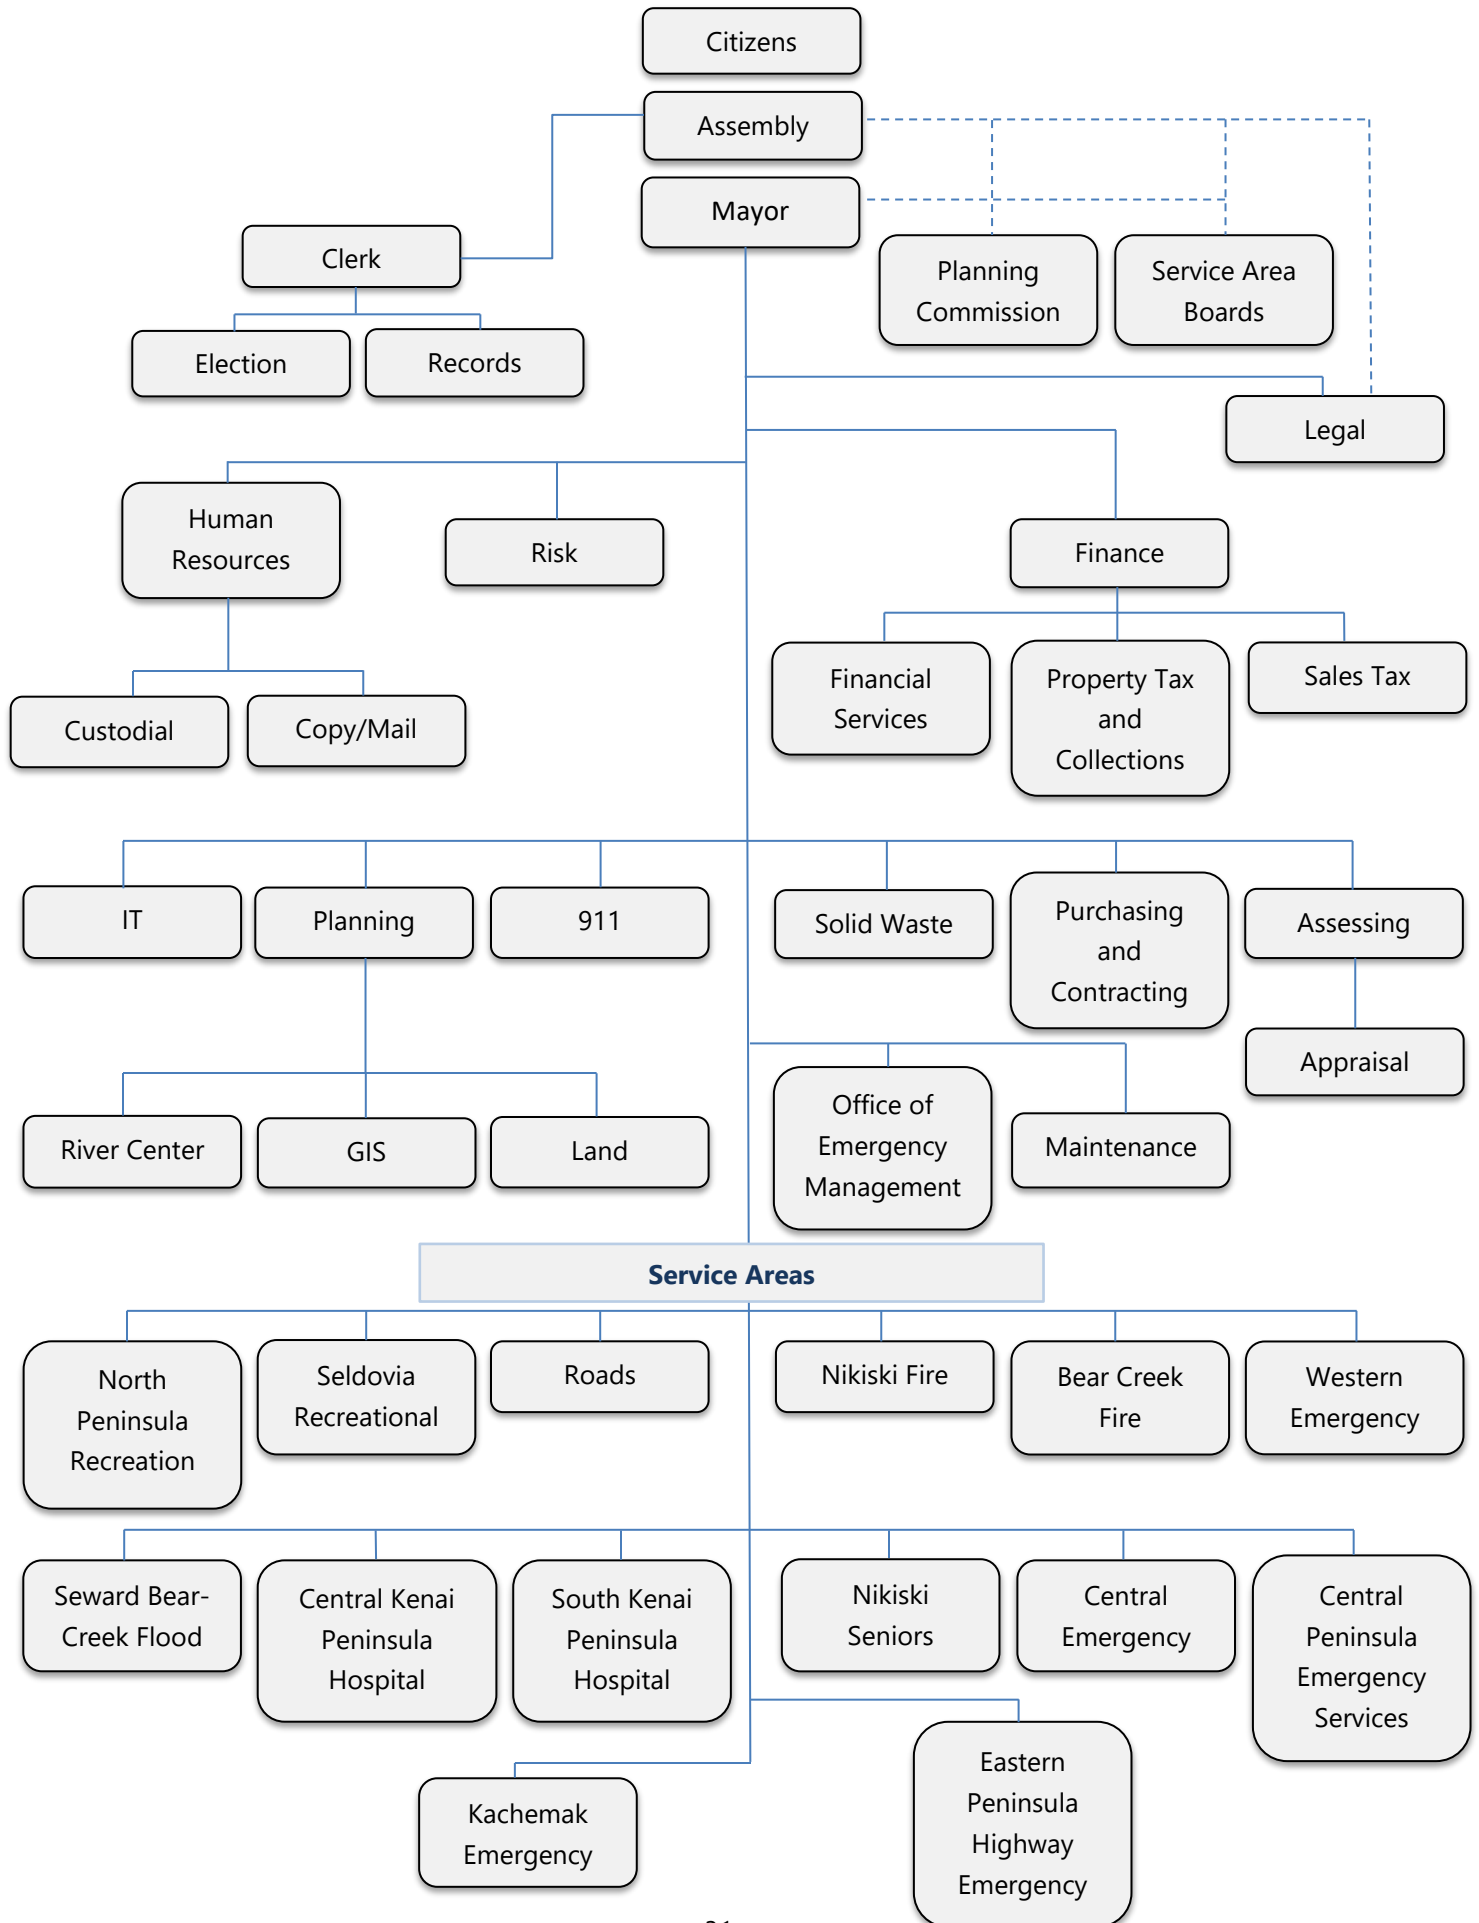 Citizens
Assembly
Mayor
Clerk
Planning
Commission
Service Area
Boards
Election
Records
Legal
Human
Resources
Risk
Finance
Financial
Services
Property Tax
and
Collections
Sales Tax
Custodial
Copy/Mail
IT
Planning
911
Solid Waste
Purchasing
and
Contracting
Assessing
Appraisal
Office of
Emergency
Management
Maintenance
River Center
GIS
Land
Service Areas
North
Peninsula
Recreation
Seldovia
Recreational
Roads
Nikiski Fire
Bear Creek
Fire
Western
Emergency
Seward Bear-
Creek Flood
Central Kenai
Peninsula
Hospital
South Kenai
Peninsula
Hospital
Nikiski
Seniors
Central
Emergency
Central
Peninsula
Emergency
Services
Kachemak
Emergency
Eastern
Peninsula
Highway
Emergency